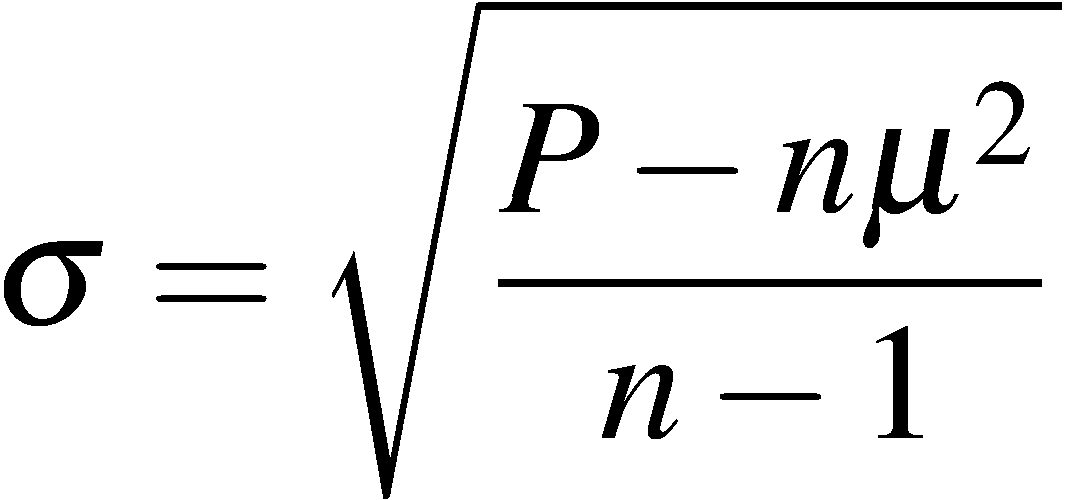 σ = √((P − nμ²)/(n − 1))